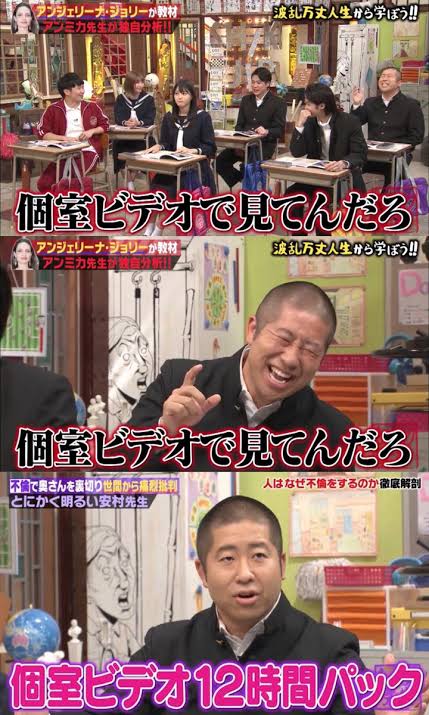 アンジェリーナ・ジョリーが教材
アンミカ先生が独自分析!!
波乱万丈人生から学ぼう!!
個室ビデオで見てんだろ
アンジェリーナ・ジョリーが教材
アンミカ先生が独自分析!!
波乱万丈人生から学ぼう!!
個室ビデオで見てんだろ
不倫で奥さんを裏切り世間から痛烈批判
とにかく明るい安村先生
人はなぜ不倫をするのか徹底解剖
個室ビデオ12時間パック